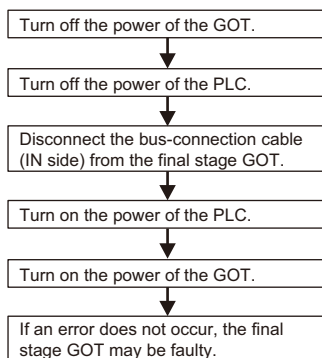 Turn off the power of the GOT.
Turn off the power of the PLC.
Disconnect the bus-connection cable
(IN side) from the final stage GOT.
Turn on the power of the PLC.
Turn on the power of the GOT.
If an error does not occur, the final
stage GOT may be faulty.